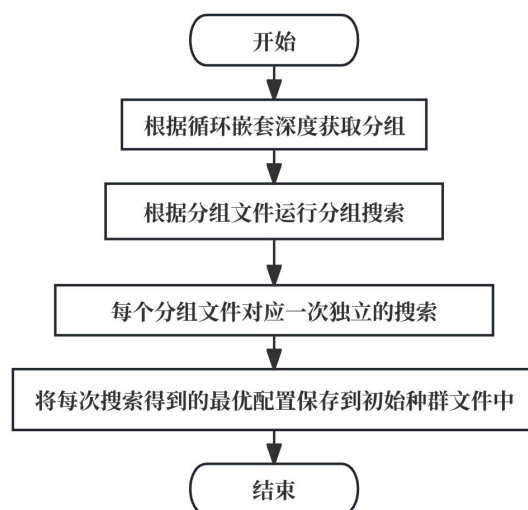 开始
根据循环嵌套深度获取分组
根据分组文件运行分组搜索
每个分组文件对应一次独立的搜索
将每次搜索得到的最优配置保存到初始种群文件中
结束